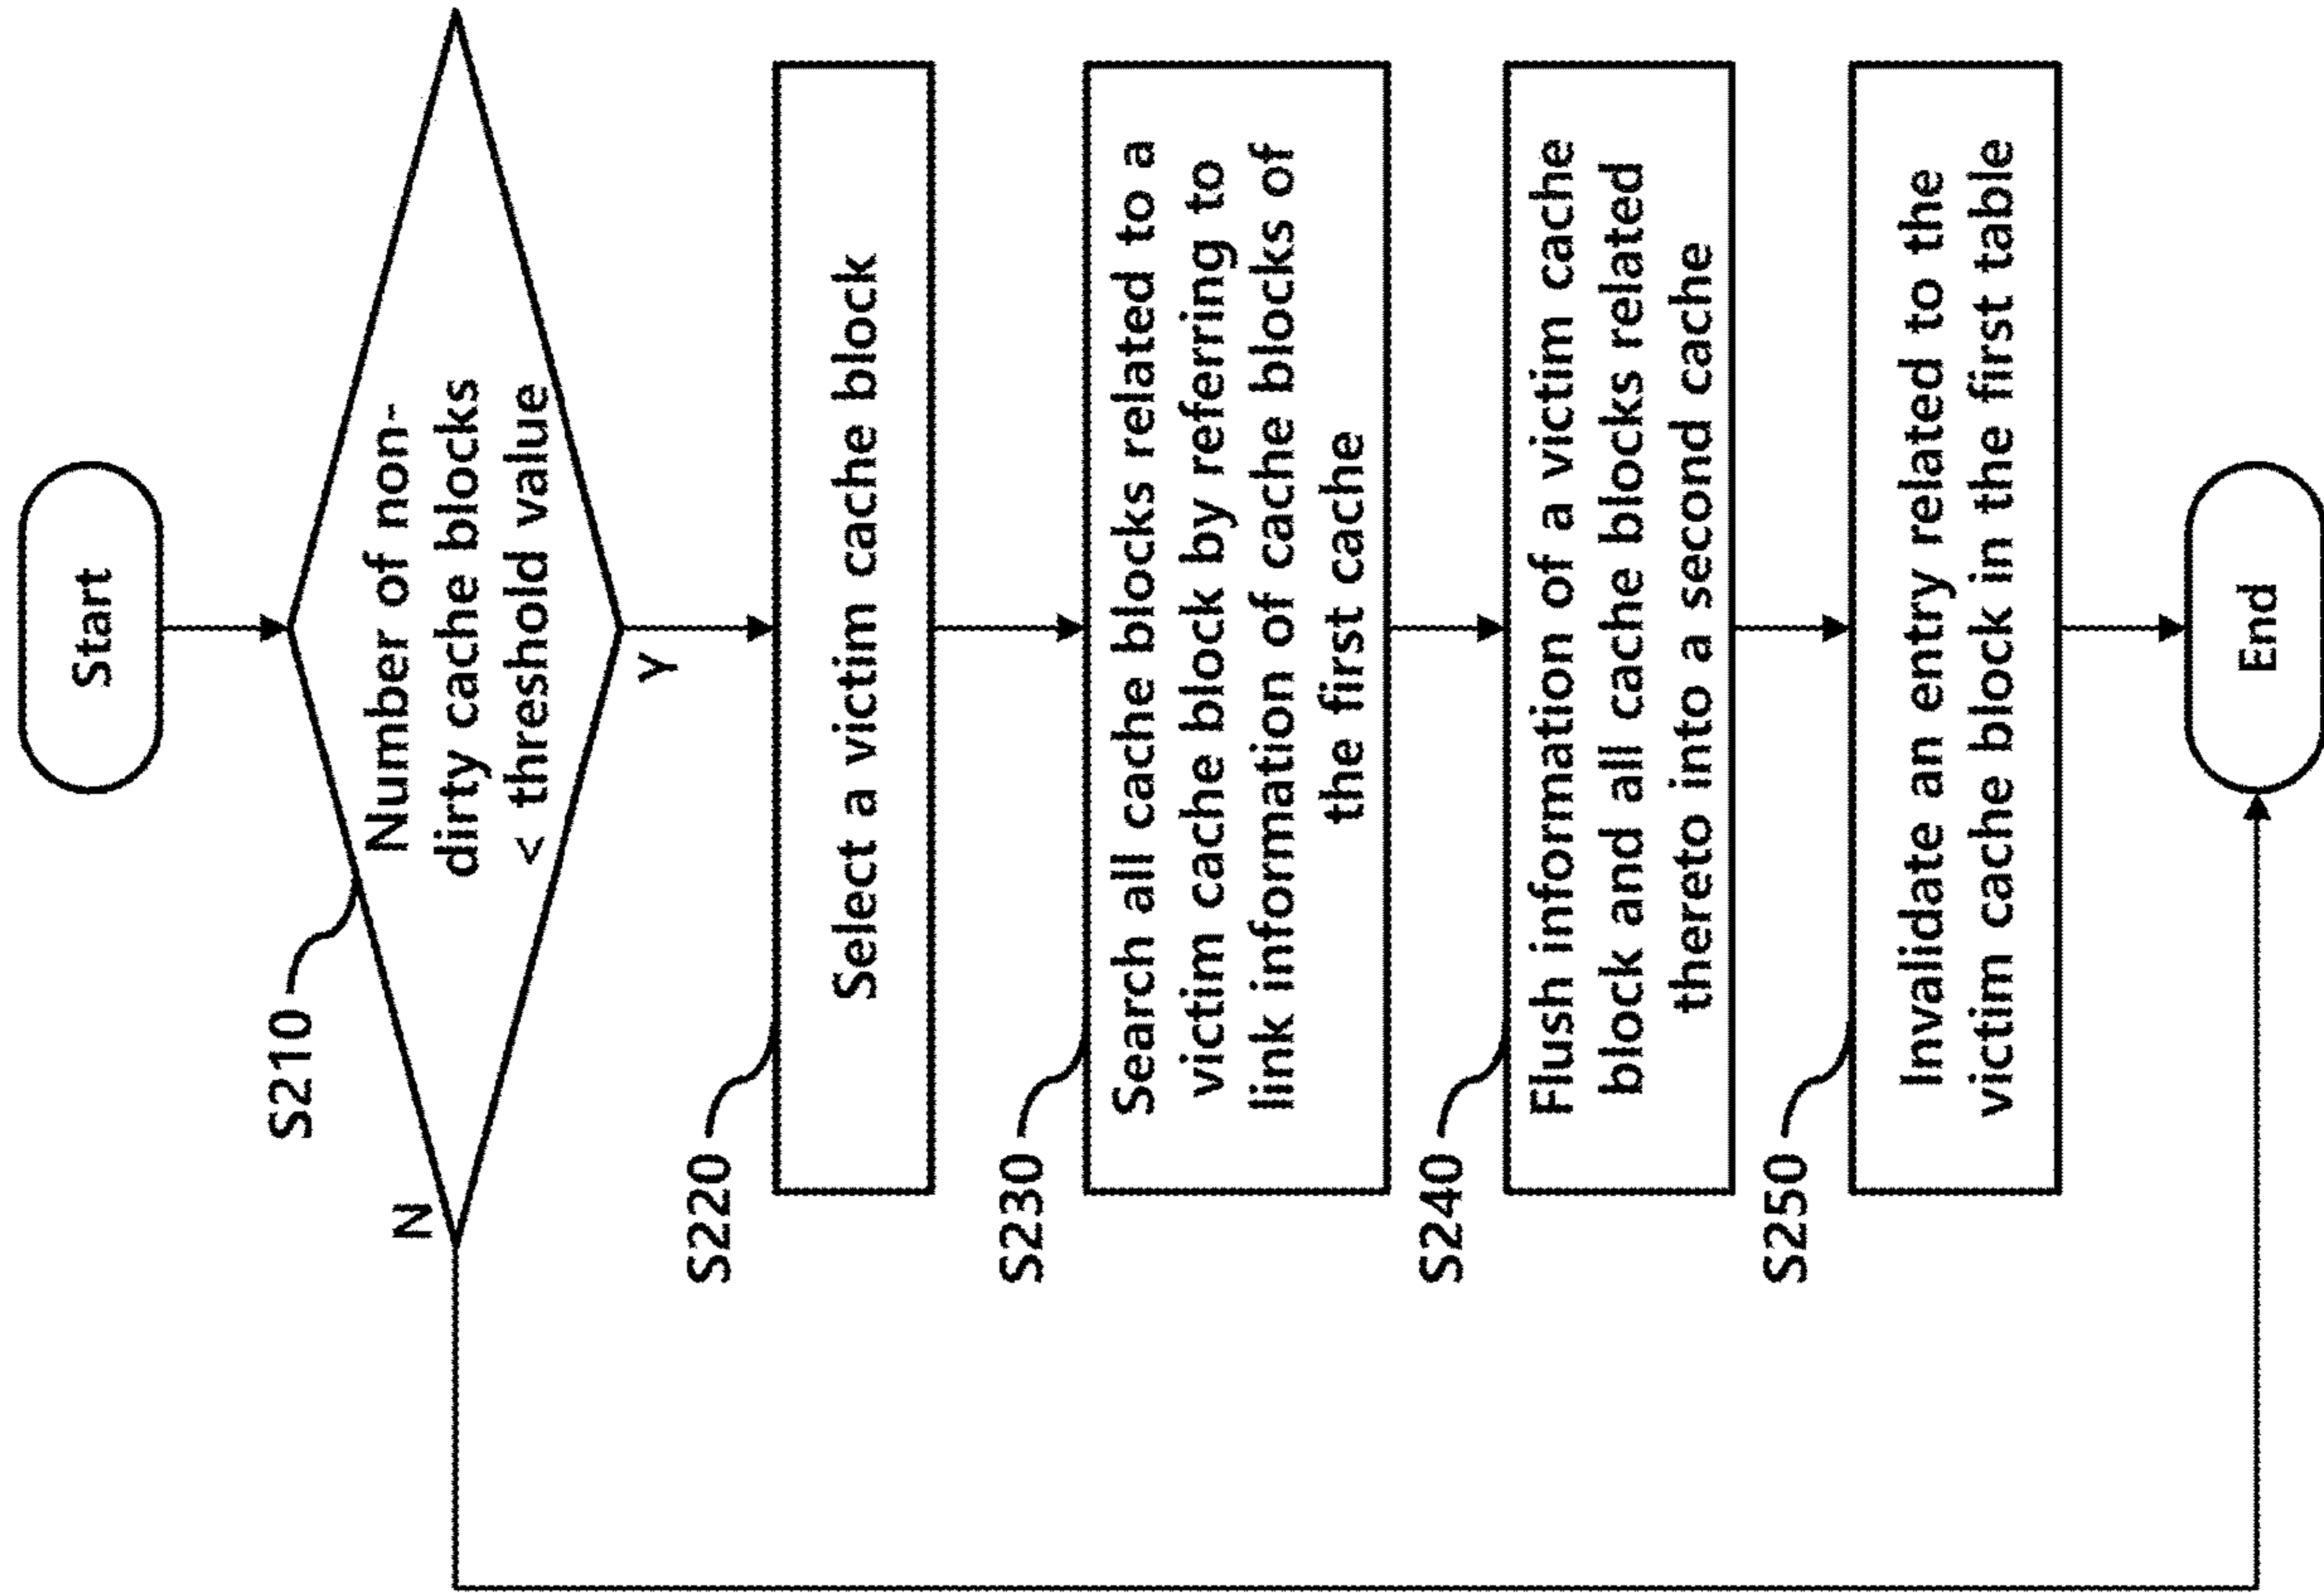 Start
S210
Number of non-
dirty cache blocks
< threshold value
N
Y
S220
Select a victim cache block
S230
Search all cache blocks related to a
victim cache block by referring to
link information of cache blocks of
the first cache
S240
Flush information of a victim cache
block and all cache blocks related
thereto into a second cache
S250
Invalidate an entry related to the
victim cache block in the first table
End